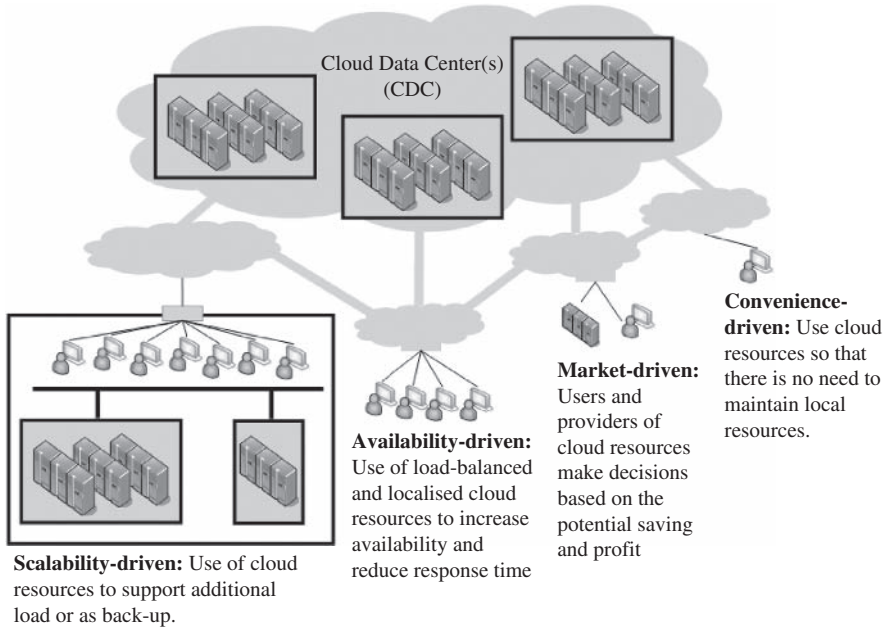 Cloud Data Center(s)
(CDC)
Convenience-
driven: Use cloud
resources so that
there is no need to
maintain local
resources.
Market-driven:
Users and
providers of
cloud resources
make decisions
based on the
potential saving
and profit
Availability-driven:
Use of load-balanced
and localised cloud
resources to increase
availability and
reduce response time
Scalability-driven: Use of cloud
resources to support additional
load or as back-up.